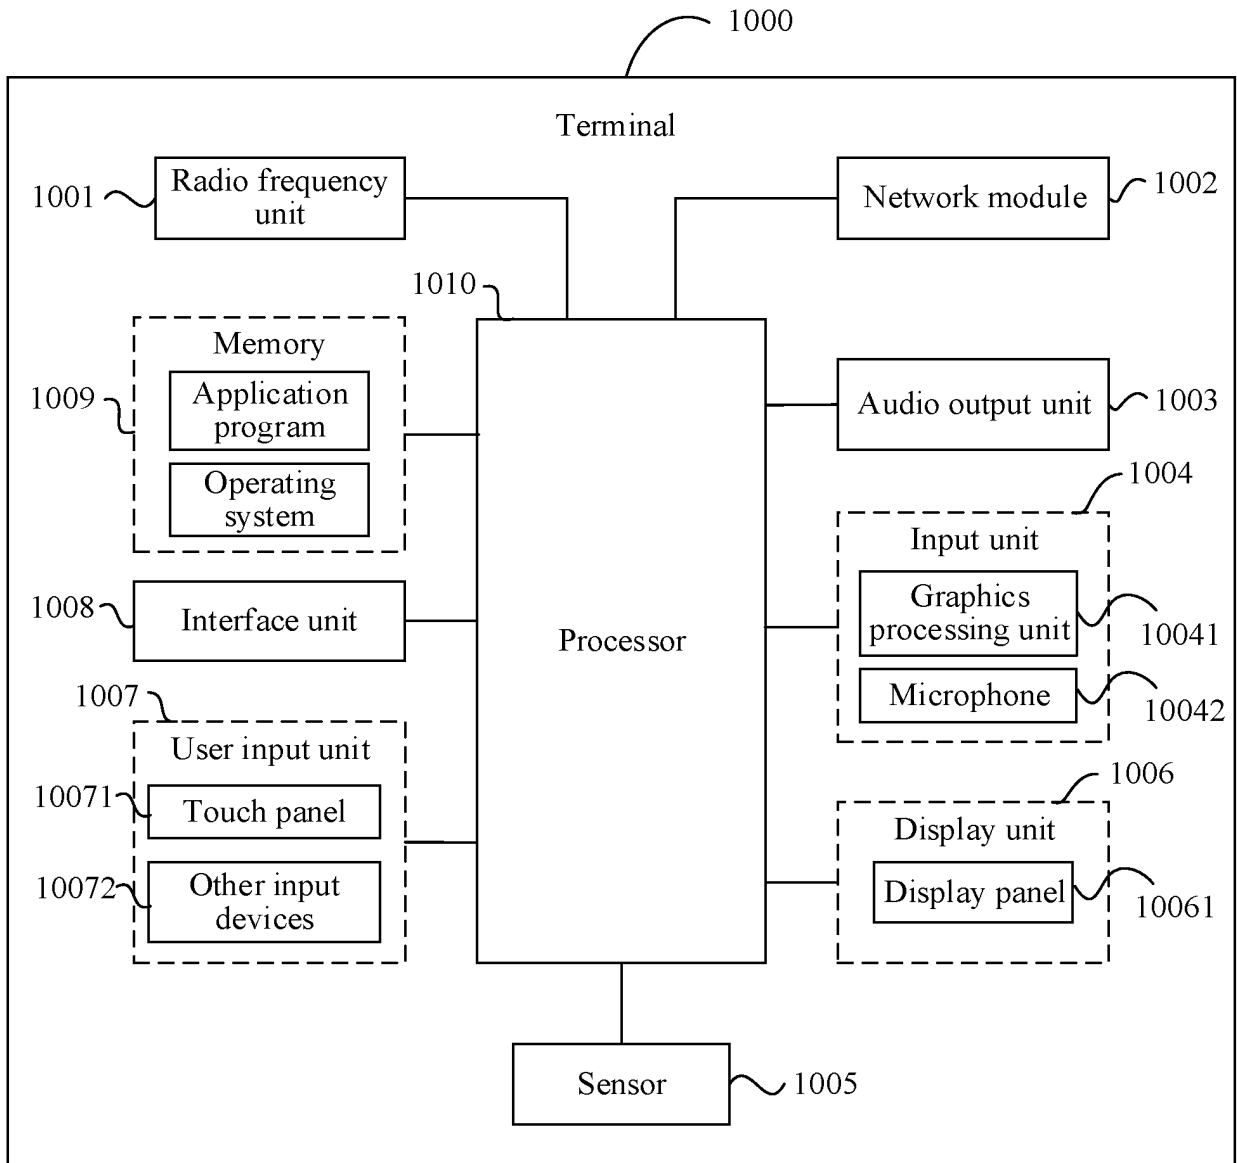 1000
Terminal
1001
Radio frequency
unit
Network module
1002
1010
Memory
Application
program
Operating
system
1009
Audio output unit
1003
1004
Input unit
Graphics
processing unit
10041
Microphone
10042
1008
Interface unit
Processor
1007
User input unit
10071
Touch panel
10072
Other input
devices
1006
Display unit
Display panel
10061
Sensor
1005